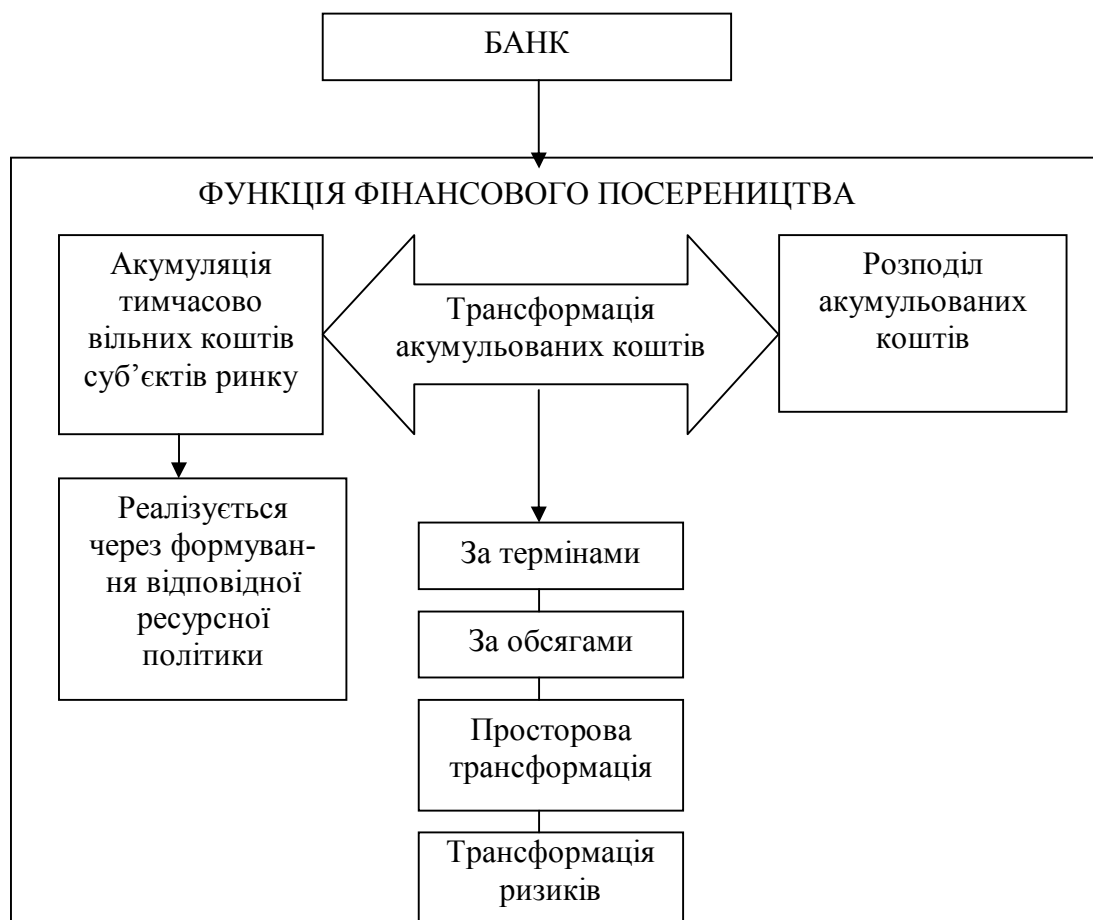 БАНК
ФУНКЦІЯ ФІНАНСОВОГО ПОСЕРЕНИЦТВА
Акумуляція
тимчасово
вільних коштів
суб’єктів ринку
Трансформація
акумульованих коштів
Розподіл
акумульованих
коштів
Реалізується
через формуван-
ня відповідної
ресурсної
політики
За термінами
За обсягами
Просторова
трансформація
Трансформація
ризиків